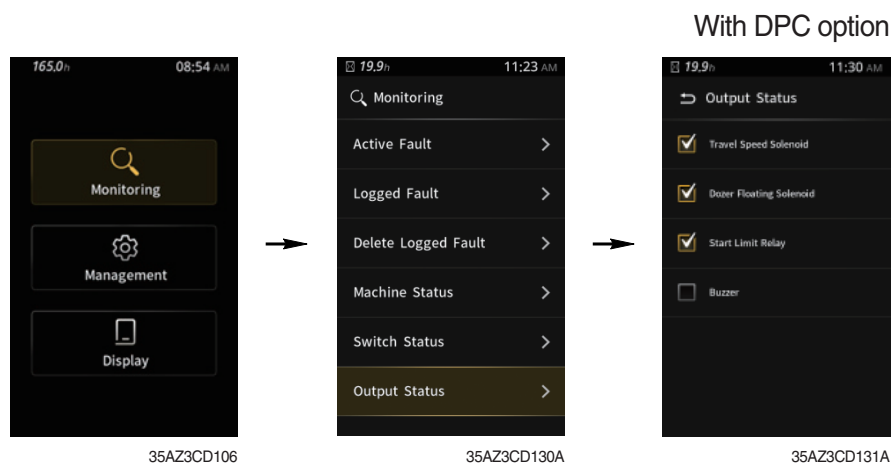 With DPC option
165.0h 08:54 AM
Monitoring
Management
Display
35AZ3CD106
19.9h 11:23 AM
Monitoring
Active Fault
Logged Fault
Delete Logged Fault
Machine Status
Switch Status
Output Status
35AZ3CD130A
19.9h 11:30 AM
Output Status
Travel Speed Solenoid
Dozer Floating Solenoid
Start Limit Relay
Buzzer
35AZ3CD131A